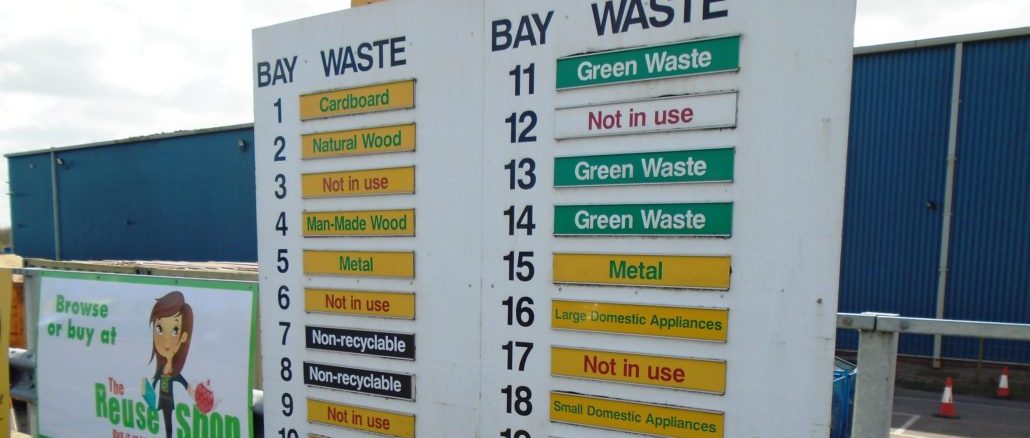 BAY WASTE
1 Cardboard
2 Natural Wood
3 Not in use
4 Man-Made Wood
5 Metal
6 Not in use
7 Non-recyclable
8 Non-recyclable
9 Not in use
10
BAY WASTE
11 Green Waste
12 Not in use
13 Green Waste
14 Green Waste
15 Metal
16 Large Domestic Appliances
17 Not in use
18 Small Domestic Appliances
19
Browse
or buy at
The
Reuse Shop